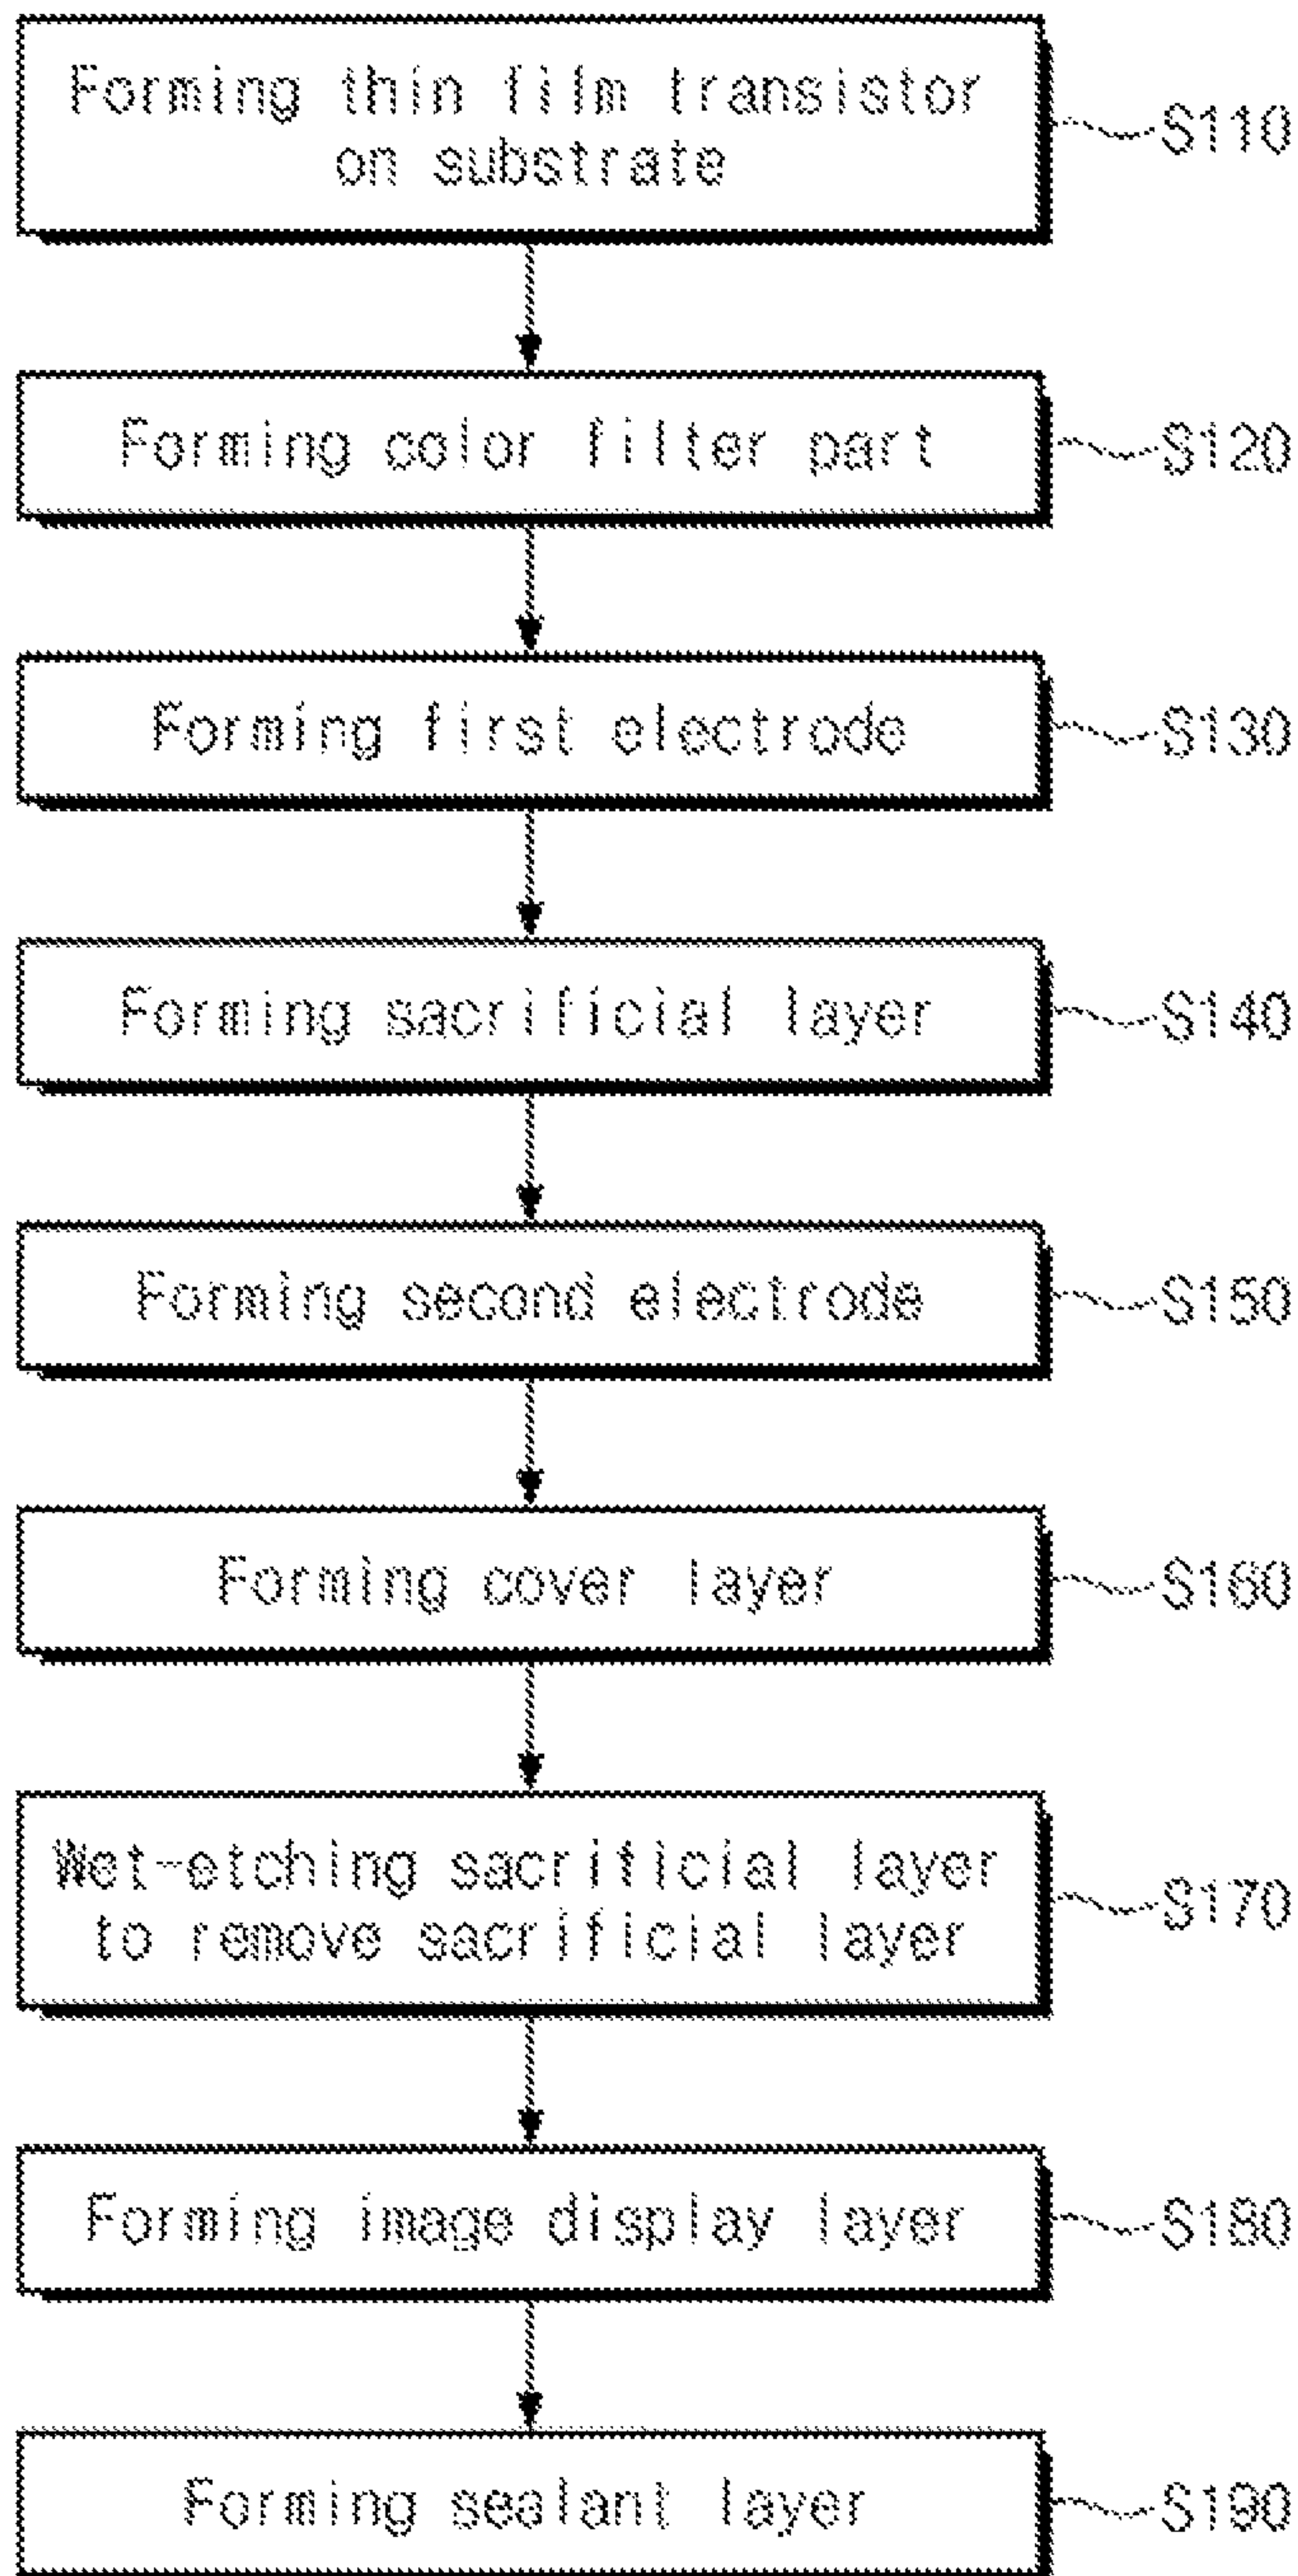 Forming thin film transistor
on substrate
S110
Forming color filter part
S120
Forming first electrode
S130
Forming sacrificial layer
S140
Forming second electrode
S150
Forming cover layer
S160
Wet-etching sacrificial layer
to remove sacrificial layer
S170
Forming image display layer
S180
Forming sealant layer
S190